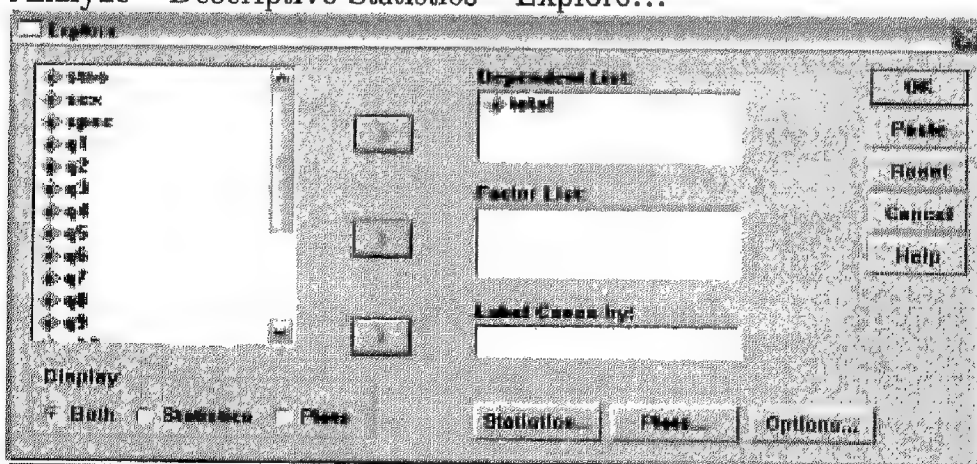 Analyze Descriptive Statistics Explore...
Explore
sex
spec
q1
q2
q3
q4
q5
q6
q7
q8
q9
Dependent List:
total
Factor List:
Label Cases by:
OK
Paste
Reset
Cancel
Help
Display
Both Statistics Plots
Statistics... Plots... Options...